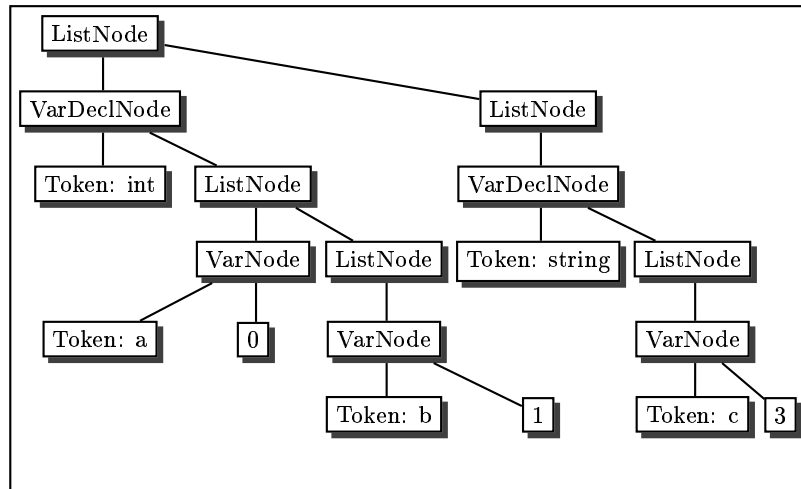 ListNode
VarDeclNode
ListNode
Token: int
ListNode
VarDeclNode
VarNode
ListNode
Token: string
ListNode
Token: a
0
VarNode
VarNode
Token: b
1
Token: c
3